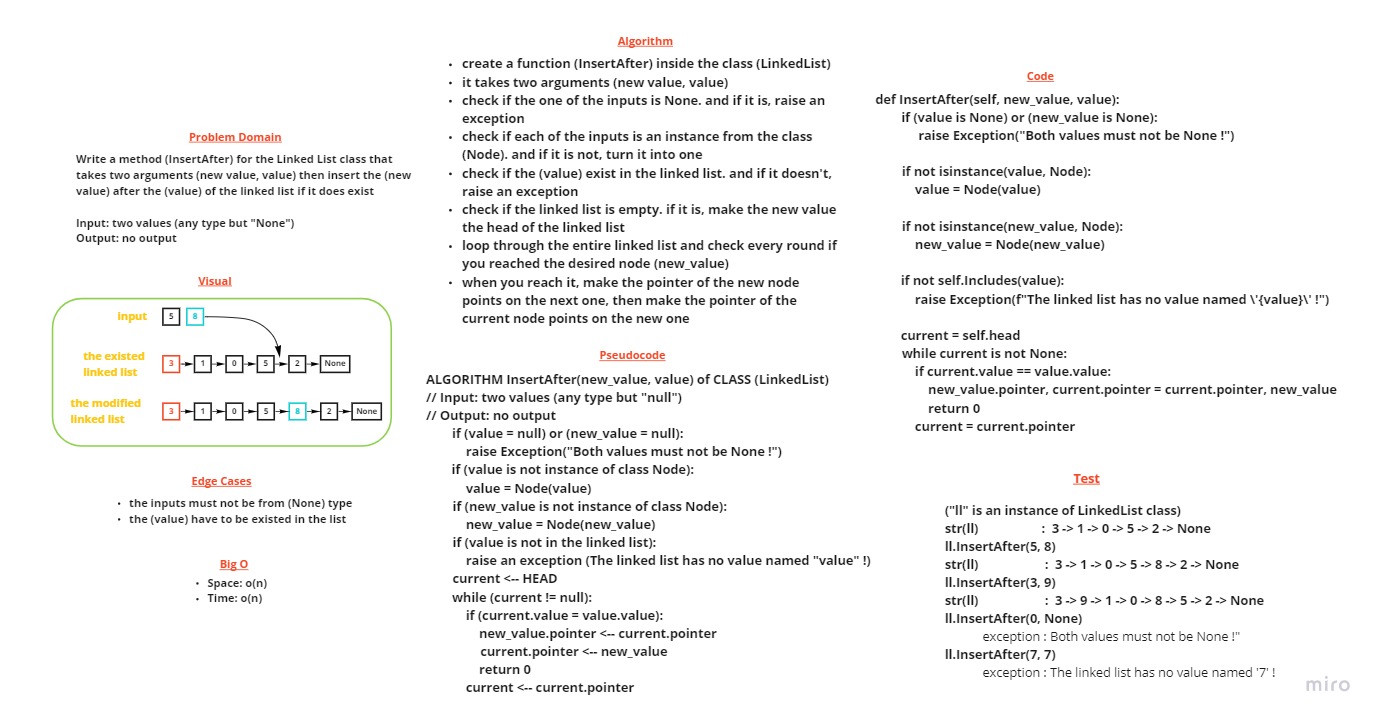 Problem Domain
Write a method (InsertAfter) for the Linked List class that
takes two arguments (new value, value) then insert the (new
value) after the (value) of the linked list if it does exist
Input: two values (any type but "None")
Output: no output
Visual
input
5 8
the existed
linked list
3 1 0 5 2 None
the modified
linked list
3 1 0 5 8 2 None
Edge Cases
• the inputs must not be from (None) type
• the (value) have to be existed in the list
Big O
• Space: o(n)
• Time: o(n)
Algorithm
• create a function (InsertAfter) inside the class (LinkedList)
• it takes two arguments (new value, value)
• check if the one of the inputs is None. and if it is, raise an
exception
• check if each of the inputs is an instance from the class
(Node). and if it is not, turn it into one
• check if the (value) exist in the linked list. and if it doesn't,
raise an exception
• check if the linked list is empty. if it is, make the new value
the head of the linked list
• loop through the entire linked list and check every round if
you reached the desired node (new_value)
• when you reach it, make the pointer of the new node
points on the next one, then make the pointer of the
current node points on the new one
Pseudocode
ALGORITHM InsertAfter(new_value, value) of CLASS (LinkedList)
// Input: two values (any type but "null")
// Output: no output
if (value = null) or (new_value = null):
raise Exception("Both values must not be None !")
if (value is not instance of class Node):
value = Node(value)
if (new_value is not instance of class Node):
new_value = Node(new_value)
if (value is not in the linked list):
raise an exception (The linked list has no value named "value" !)
current <-- HEAD
while (current != null):
if (current.value = value.value):
new_value.pointer <-- current.pointer
current.pointer <-- new_value
return 0
current <-- current.pointer
Code
def InsertAfter(self, new_value, value):
if (value is None) or (new_value is None):
raise Exception("Both values must not be None !")
if not isinstance(value, Node):
value = Node(value)
if not isinstance(new_value, Node):
new_value = Node(new_value)
if not self.Includes(value):
raise Exception(f"The linked list has no value named \'{value}\' !")
current = self.head
while current is not None:
if current.value == value.value:
new_value.pointer, current.pointer = current.pointer, new_value
return 0
current = current.pointer
Test
("ll" is an instance of LinkedList class)
str(ll) : 3 -> 1 -> 0 -> 5 -> 2 -> None
ll.InsertAfter(5, 8)
str(ll) : 3 -> 1 -> 0 -> 5 -> 8 -> 2 -> None
ll.InsertAfter(3, 9)
str(ll) : 3 -> 9 -> 1 -> 0 -> 8 -> 5 -> 2 -> None
ll.InsertAfter(0, None)
exception : Both values must not be None !"
ll.InsertAfter(7, 7)
exception : The linked list has no value named '7' !
miro